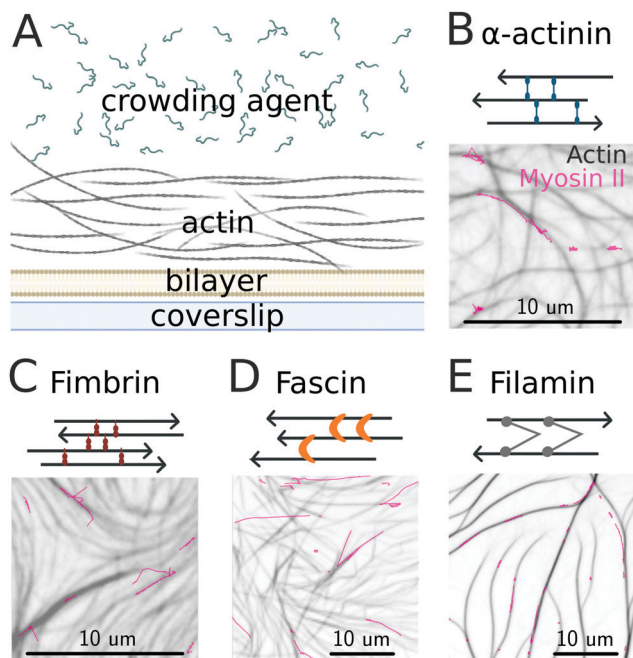 A
crowding agent
actin
bilayer
coverslip
B
α-actinin
Actin
Myosin II
10 um
C Fimbrin
10 um
D Fascin
10 um
E Filamin
10 um